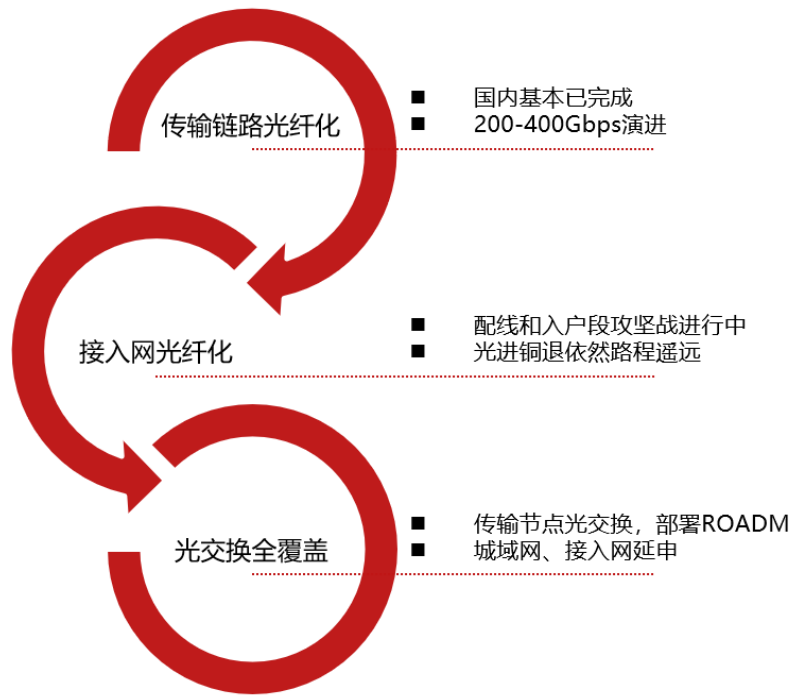 传输链路光纤化
■ 国内基本已完成
■ 200-400Gbps演进
接入网光纤化
■ 配线和入户段攻坚战进行中
■ 光进铜退依然路程遥远
光交换全覆盖
■ 传输节点光交换，部署ROADM
■ 城域网、接入网延申